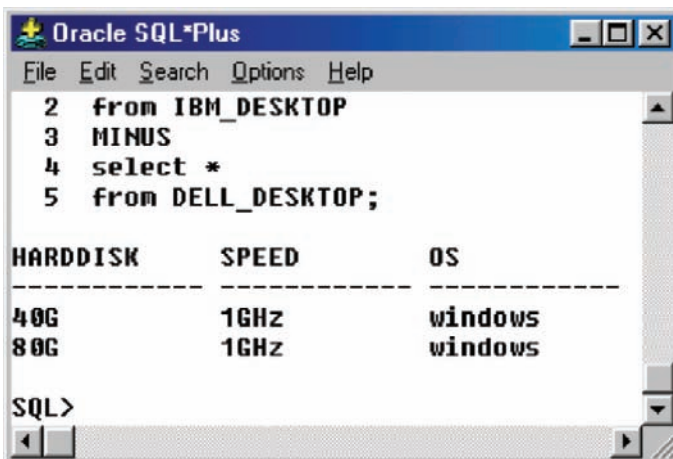 Oracle SQL*Plus
File Edit Search Options Help
2 from IBM_DESKTOP
3 MINUS
4 select *
5 from DELL_DESKTOP;
HARDDISK SPEED OS
------------ ------------ ------------
40G 1GHz windows
80G 1GHz windows
SQL>